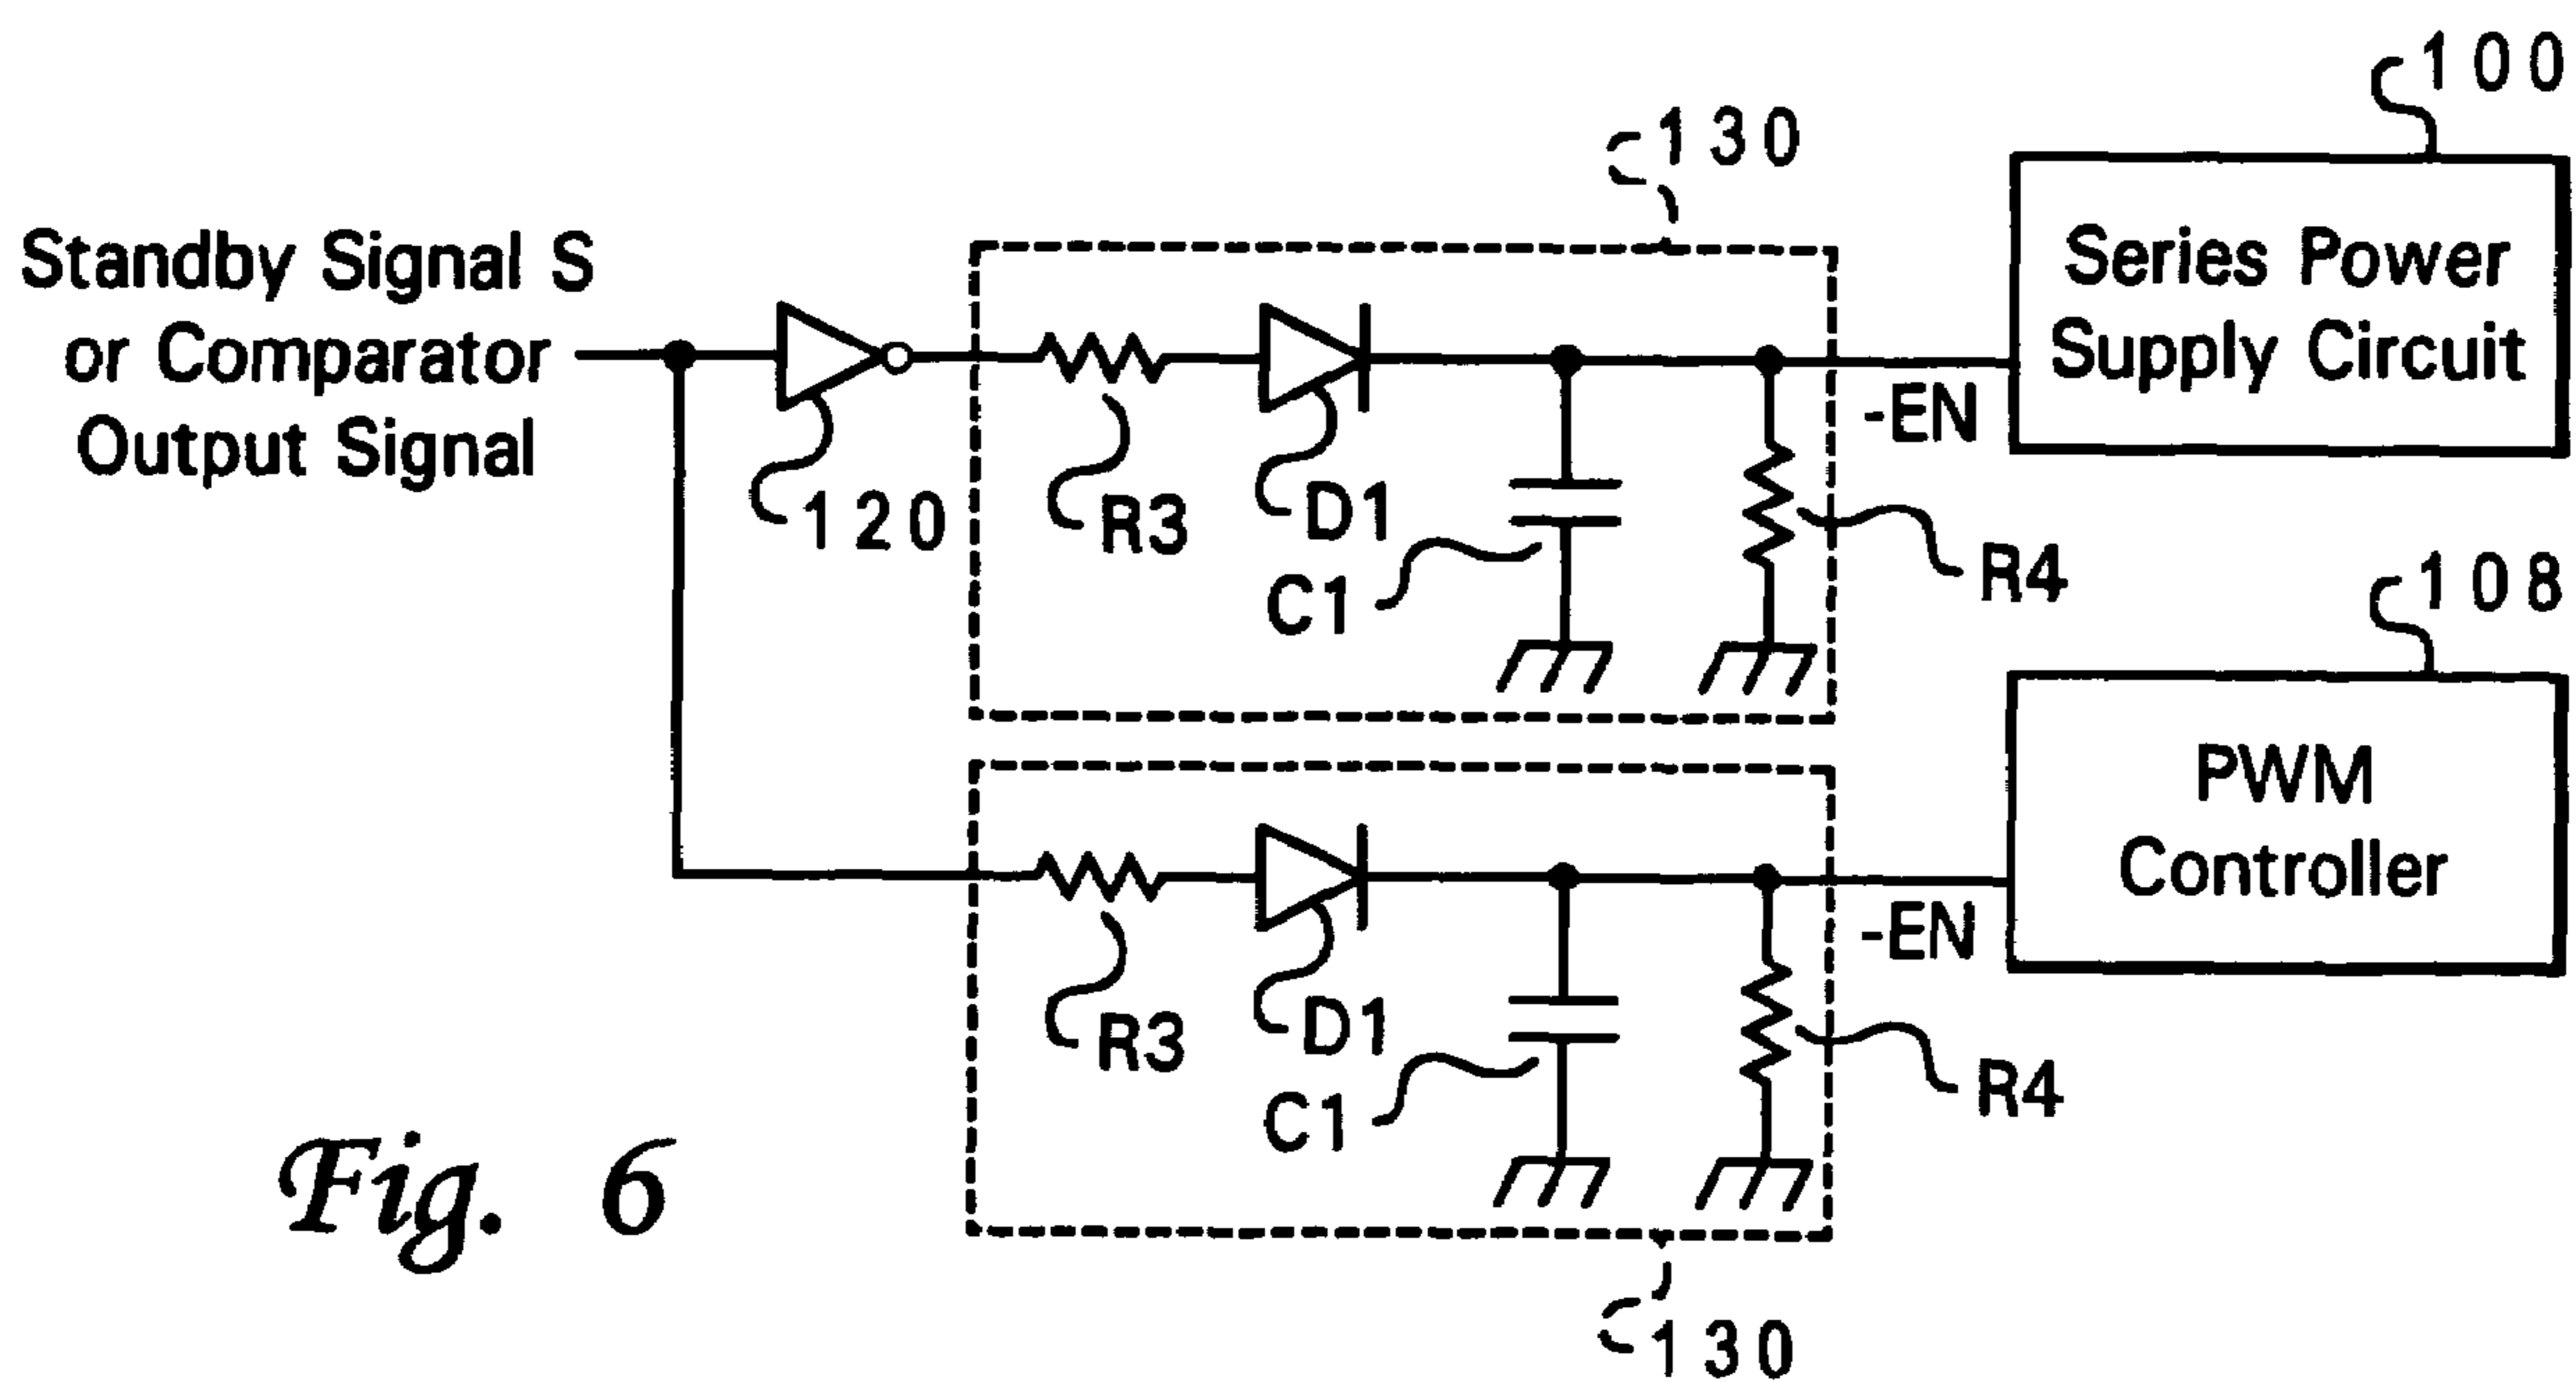 100
130
Standby Signal S
or Comparator
Output Signal
Series Power
Supply Circuit
-EN
120
R3
D1
C1
R4
108
PWM
Controller
-EN
R3
D1
C1
R4
Fig. 6
130